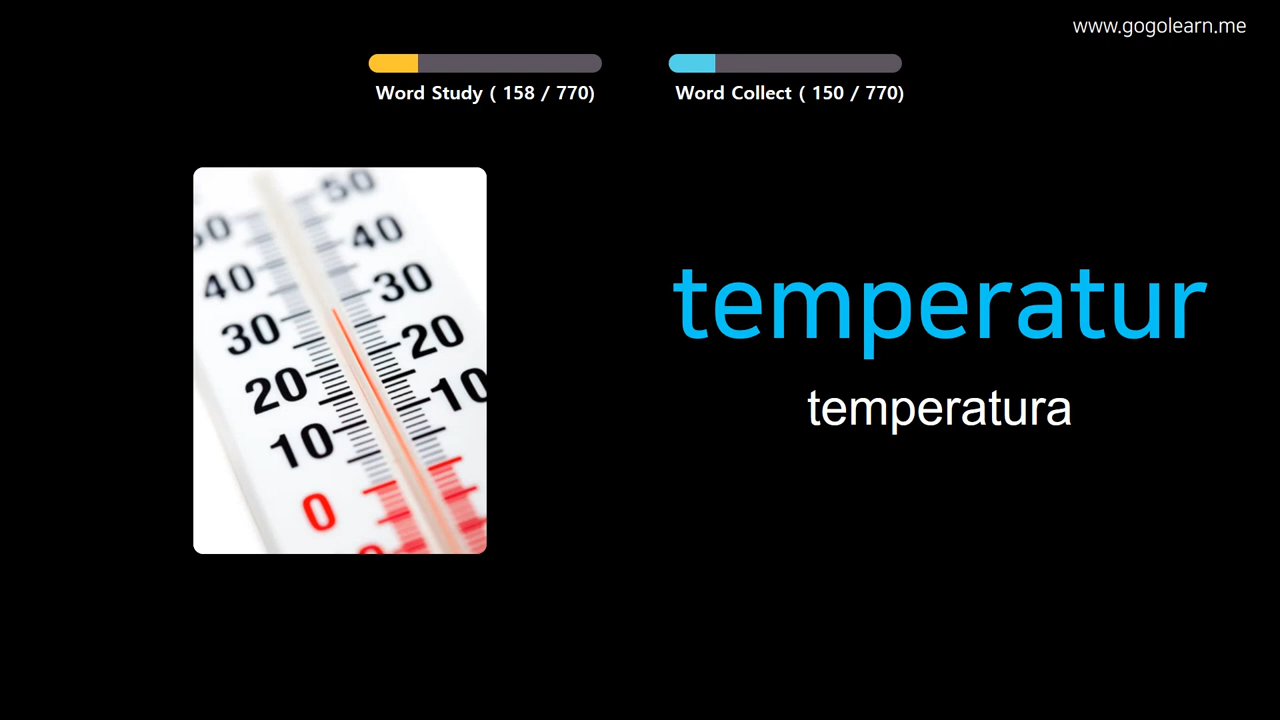 www.gogolearn.me
Word Study ( 158 / 770)
Word Collect ( 150 / 770)
50
50
40
40
30
30
20
20
10
10
0
temperatur
temperatura